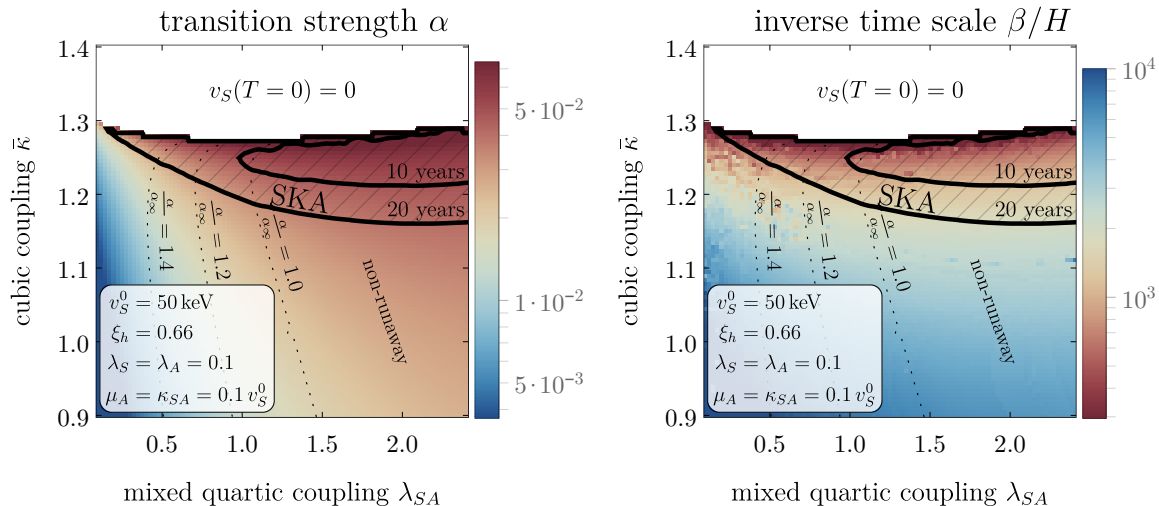 transition strength α
1.4
1.3
1.2
1.1
1.0
0.9
cubic coupling κ̄
v_S(T = 0) = 0
10 years
SKA
20 years
α/α∞ = 1.4
α/α∞ = 1.2
α/α∞ = 1.0
non-runaway
v_S^0 = 50 keV
ξ_h = 0.66
λ_S = λ_A = 0.1
μ_A = κ_SA = 0.1 v_S^0
0.5 1.0 1.5 2.0
mixed quartic coupling λ_SA
5·10^−2
1·10^−2
5·10^−3
inverse time scale β/H
1.4
1.3
1.2
1.1
1.0
0.9
cubic coupling κ̄
v_S(T = 0) = 0
10 years
SKA
20 years
α/α∞ = 1.4
α/α∞ = 1.2
α/α∞ = 1.0
non-runaway
v_S^0 = 50 keV
ξ_h = 0.66
λ_S = λ_A = 0.1
μ_A = κ_SA = 0.1 v_S^0
0.5 1.0 1.5 2.0
mixed quartic coupling λ_SA
10^4
10^3